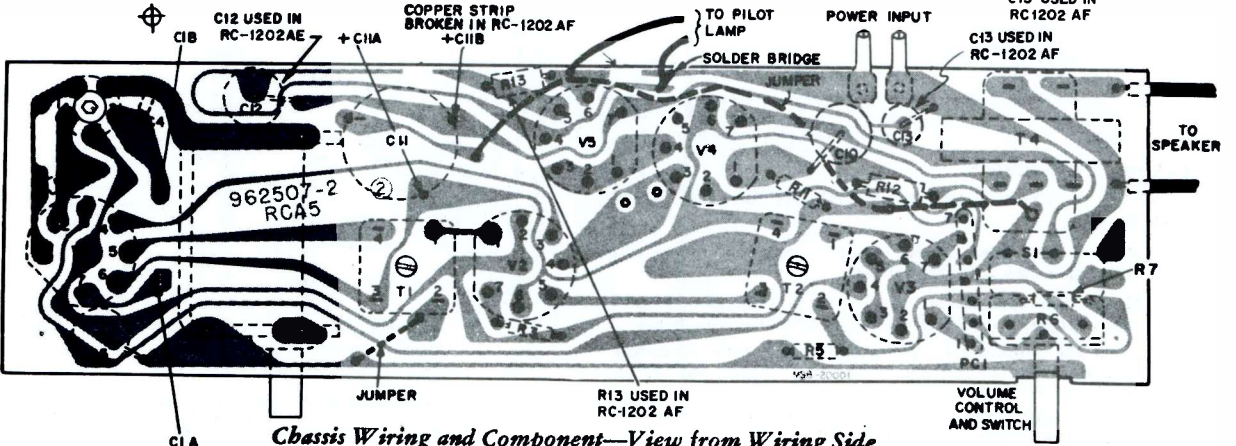 C12 USED IN
RC-1202AE
COPPER STRIP
BROKEN IN RC-1202 AF
TO PILOT
LAMP
POWER INPUT
C13 USED IN
RC1202 AF
C13 USED IN
RC-1202 AF
C1B
+C11A
+C11B
SOLDER BRIDGE
JUMPER
R13
C12
C11
V5
V4
C10
C13
T4
TO
SPEAKER
962507-2
RCA5
2
R12
T1
V2
T2
V3
S1
R7
R6
R5
PC1
JUMPER
R13 USED IN
RC-1202 AF
VOLUME
CONTROL
AND SWITCH
C1A
Chassis Wiring and Component—View from Wiring Side